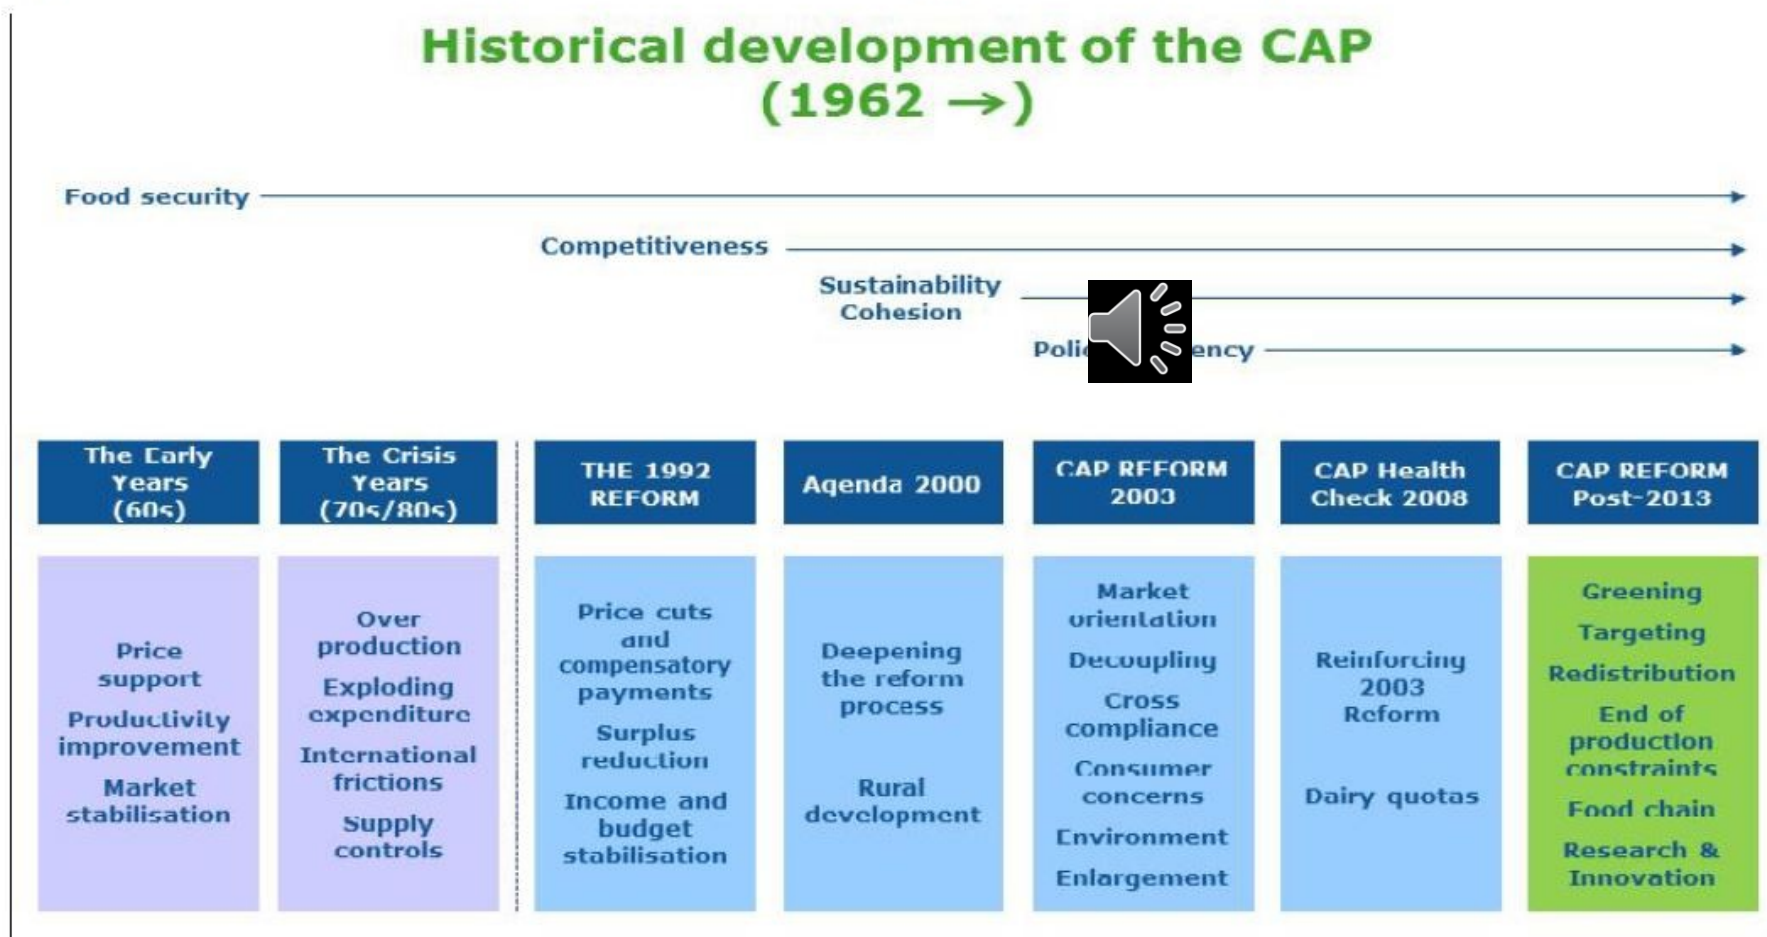 Historical development of the CAP
(1962 →)
Food security
Competitiveness
Sustainability
Cohesion
The Early
Years
(60s)
The Crisis
Years
(70s/80s)
THE 1992
REFORM
Agenda 2000
CAP REFORM
2003
CAP Health
Check 2008
CAP REFORM
Post-2013
Price
support
Productivity
improvement
Market
stabilisation
Over
production
Exploding
expenditure
International
frictions
Supply
controls
Price cuts
and
compensatory
payments
Surplus
reduction
Income and
budget
stabilisation
Deepening
the reform
process
Rural
development
Market
orientation
Decoupling
Cross
compliance
Consumer
concerns
Environment
Enlargement
Reinforcing
2003
Reform
Dairy quotas
Greening
Targeting
Redistribution
End of
production
constraints
Food chain
Research &
Innovation